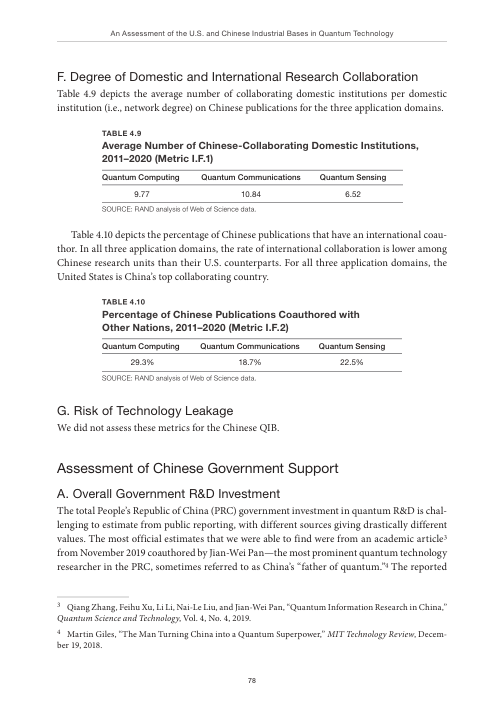 An Assessment of the U.S. and Chinese Industrial Bases in Quantum Technology
F. Degree of Domestic and International Research Collaboration
Table 4.9 depicts the average number of collaborating domestic institutions per domestic
institution (i.e., network degree) on Chinese publications for the three application domains.
TABLE 4.9
Average Number of Chinese-Collaborating Domestic Institutions,
2011–2020 (Metric I.F.1)
Quantum Computing Quantum Communications Quantum Sensing
9.77 10.84 6.52
SOURCE: RAND analysis of Web of Science data.
Table 4.10 depicts the percentage of Chinese publications that have an international coau-
thor. In all three application domains, the rate of international collaboration is lower among
Chinese research units than their U.S. counterparts. For all three application domains, the
United States is China’s top collaborating country.
TABLE 4.10
Percentage of Chinese Publications Coauthored with
Other Nations, 2011–2020 (Metric I.F.2)
Quantum Computing Quantum Communications Quantum Sensing
29.3% 18.7% 22.5%
SOURCE: RAND analysis of Web of Science data.
G. Risk of Technology Leakage
We did not assess these metrics for the Chinese QIB.
Assessment of Chinese Government Support
A. Overall Government R&D Investment
The total People’s Republic of China (PRC) government investment in quantum R&D is chal-
lenging to estimate from public reporting, with different sources giving drastically different
values. The most official estimates that we were able to find were from an academic article³
from November 2019 coauthored by Jian-Wei Pan—the most prominent quantum technology
researcher in the PRC, sometimes referred to as China’s “father of quantum.”⁴ The reported
³ Qiang Zhang, Feihu Xu, Li Li, Nai-Le Liu, and Jian-Wei Pan, “Quantum Information Research in China,”
Quantum Science and Technology, Vol. 4, No. 4, 2019.
⁴ Martin Giles, “The Man Turning China into a Quantum Superpower,” MIT Technology Review, Decem-
ber 19, 2018.
78